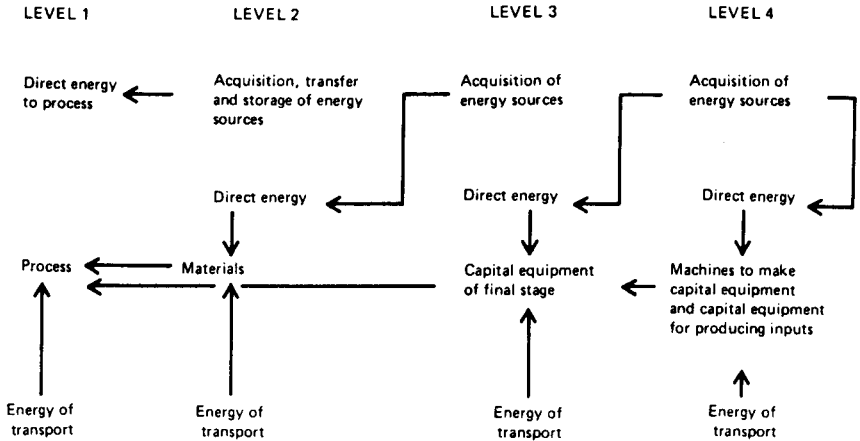 LEVEL 1
LEVEL 2
LEVEL 3
LEVEL 4
Direct energy
to process
Acquisition, transfer
and storage of energy
sources
Acquisition of
energy sources
Acquisition of
energy sources
Direct energy
Direct energy
Direct energy
Process
Materials
Capital equipment
of final stage
Machines to make
capital equipment
and capital equipment
for producing inputs
Energy of
transport
Energy of
transport
Energy of
transport
Energy of
transport